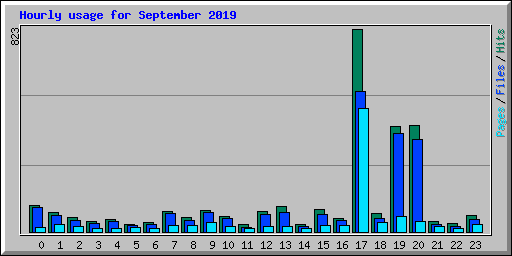 Hourly usage for September 2019
823
Pages/Files/Hits
0 1 2 3 4 5 6 7 8 9 10 11 12 13 14 15 16 17 18 19 20 21 22 23